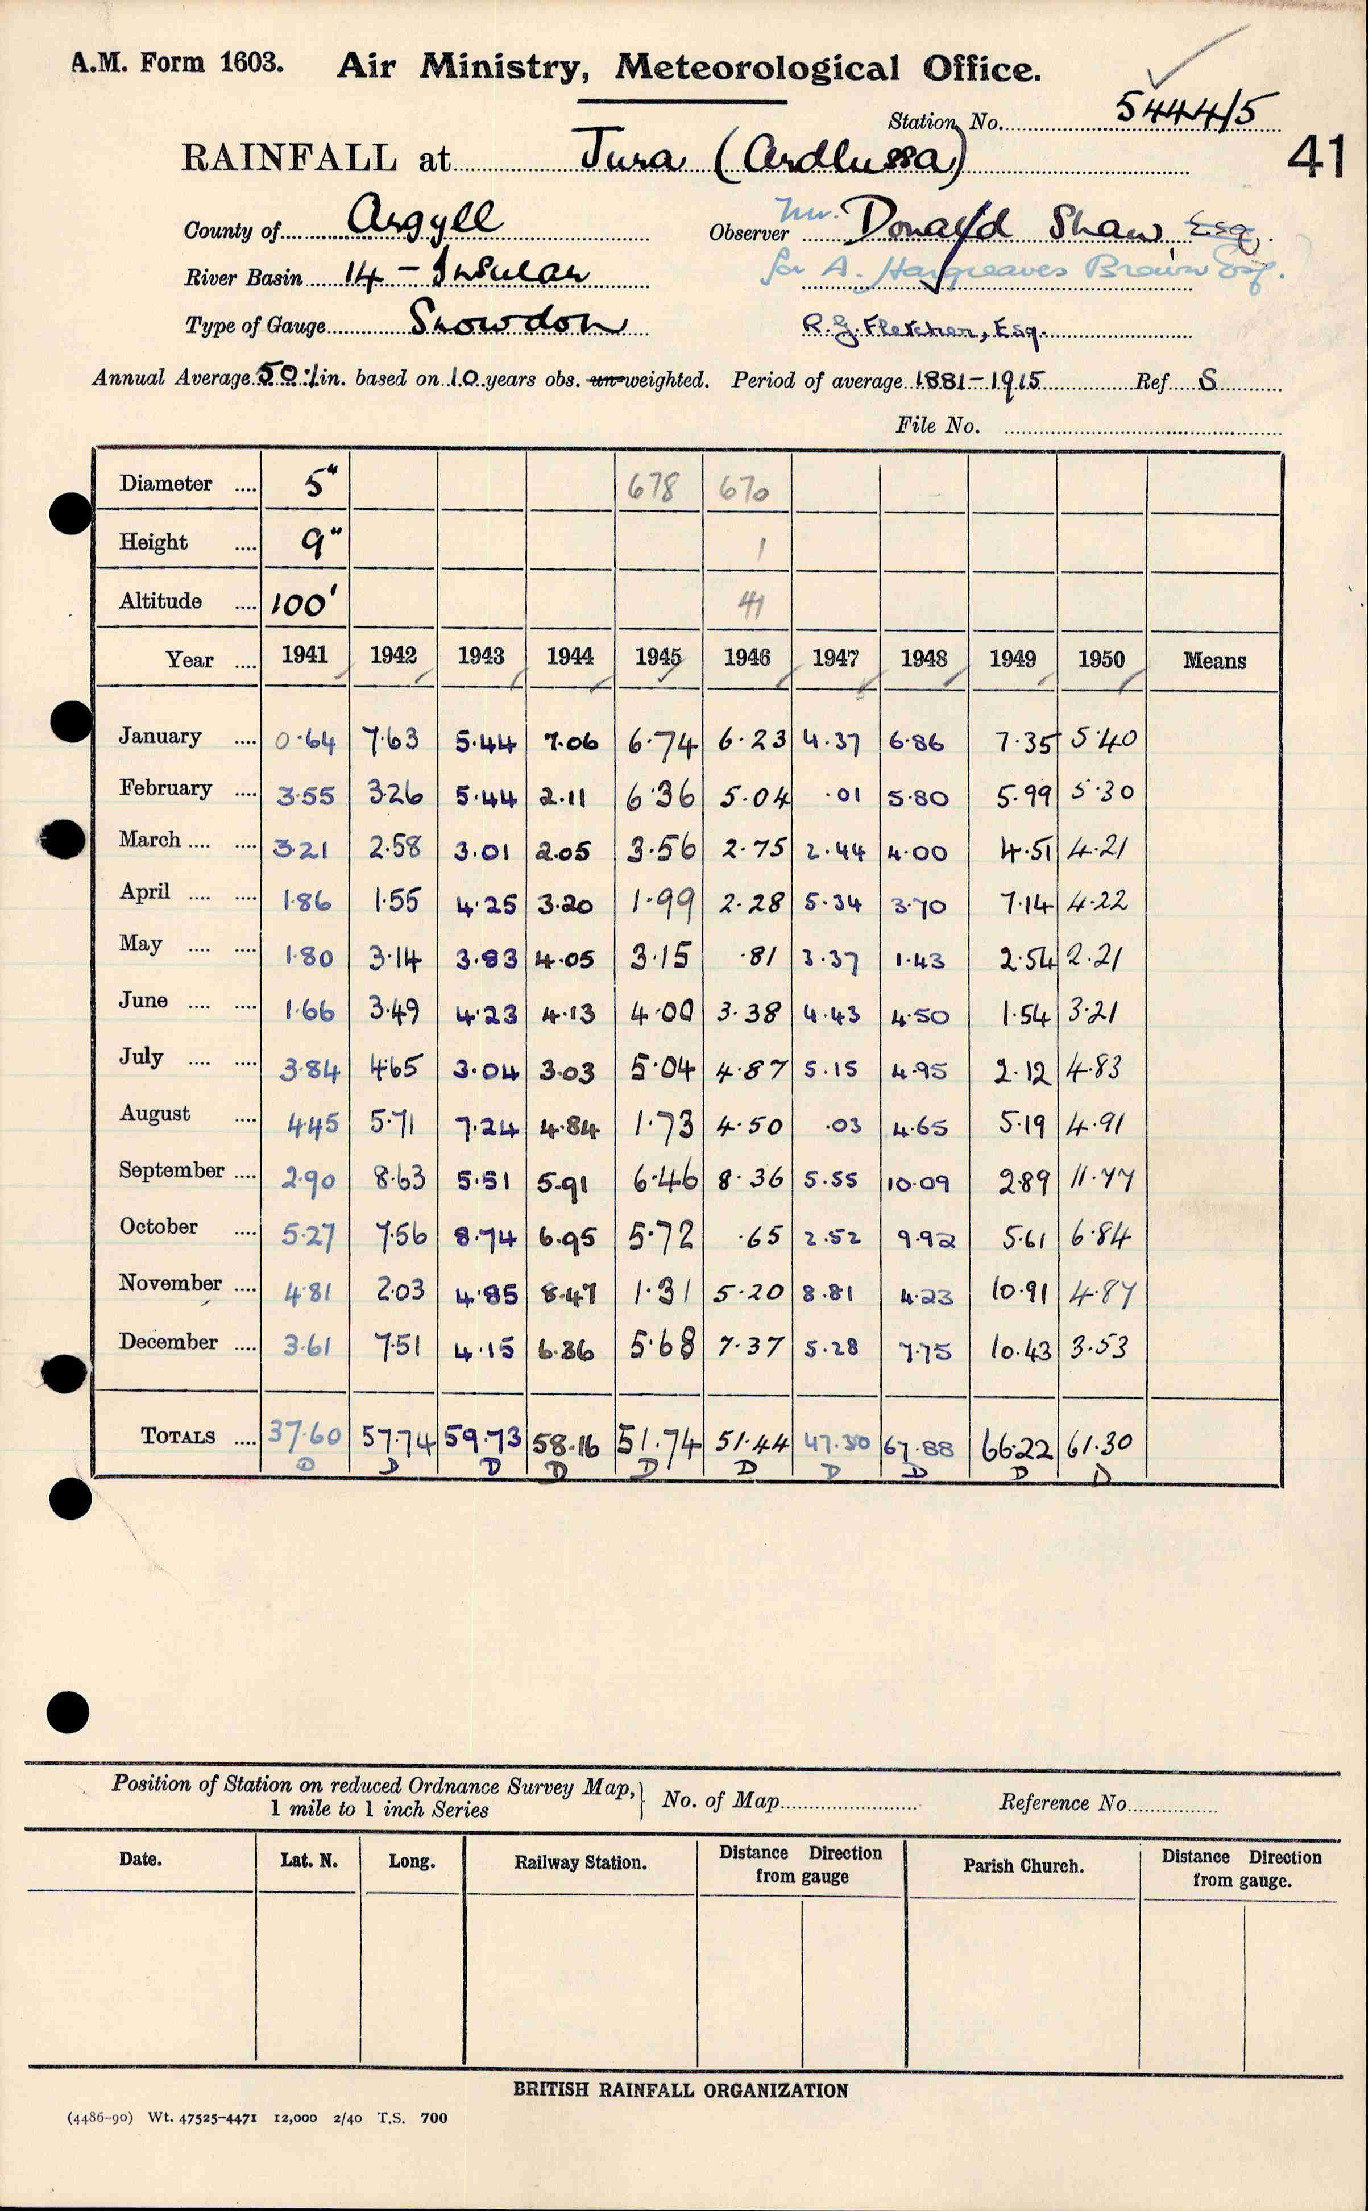 A.M. Form 1603. Air Ministry, Meteorological Office.
Station No. 5444/5
RAINFALL at Jura (Ardlussa) 41
County of Argyll Observer Mr. Donald Shaw, Esq.
River Basin 14 - Insular for A. Hargreaves Brown Esq.
Type of Gauge Snowdon R.G. Fletcher, Esq.
Annual Average 50.1 in. based on 10 years obs. un-weighted. Period of average 1881-1915 Ref S
File No.
Diameter .... 5" 678 670
Height .... 9" 1
Altitude .... 100' 41
Year .... 1941 1942 1943 1944 1945 1946 1947 1948 1949 1950 Means
January .... 0.64 7.63 5.44 7.06 6.74 6.23 4.37 6.86 7.35 5.40
February .... 3.55 3.26 5.44 2.11 6.36 5.04 .01 5.80 5.99 5.30
March .... .... 3.21 2.58 3.01 2.05 3.56 2.75 2.44 4.00 4.51 4.21
April .... .... 1.86 1.55 4.25 3.20 1.99 2.28 5.34 3.70 7.14 4.22
May .... .... 1.80 3.14 3.83 4.05 3.15 .81 3.37 1.43 2.54 2.21
June .... .... 1.66 3.49 4.23 4.13 4.00 3.38 4.43 4.50 1.54 3.21
July .... .... 3.84 4.65 3.04 3.03 5.04 4.87 5.15 4.95 2.12 4.83
August .... 4.45 5.71 7.24 4.84 1.73 4.50 .03 4.65 5.19 4.91
September .... 2.90 8.63 5.51 5.91 6.46 8.36 5.55 10.09 2.89 11.77
October .... 5.27 7.56 8.74 6.95 5.72 .65 2.52 9.92 5.61 6.84
November .... 4.81 2.03 4.85 8.47 1.31 5.20 8.81 4.23 10.91 4.87
December .... 3.61 7.51 4.15 6.36 5.68 7.37 5.28 7.75 10.43 3.53
TOTALS .... 37.60 57.74 59.73 58.16 51.74 51.44 47.30 67.88 66.22 61.30
D D D D D D D D D D
Position of Station on reduced Ordnance Survey Map, 1 mile to 1 inch Series } No. of Map Reference No.
Date. Lat. N. Long. Railway Station. Distance Direction from gauge Parish Church. Distance Direction from gauge.
BRITISH RAINFALL ORGANIZATION
(4486-90) Wt. 47525-4471 12,000 2/40 T.S. 700